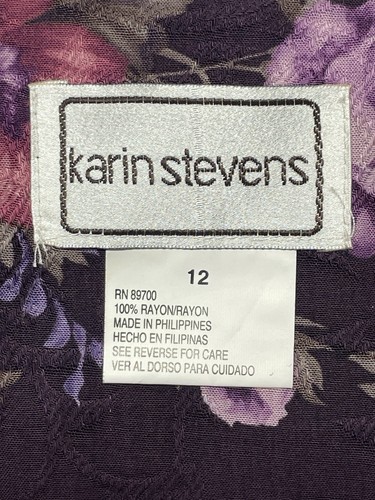 karin stevens
12
RN 89700
100% RAYON/RAYON
MADE IN PHILIPPINES
HECHO EN FILIPINAS
SEE REVERSE FOR CARE
VER AL DORSO PARA CUIDADO